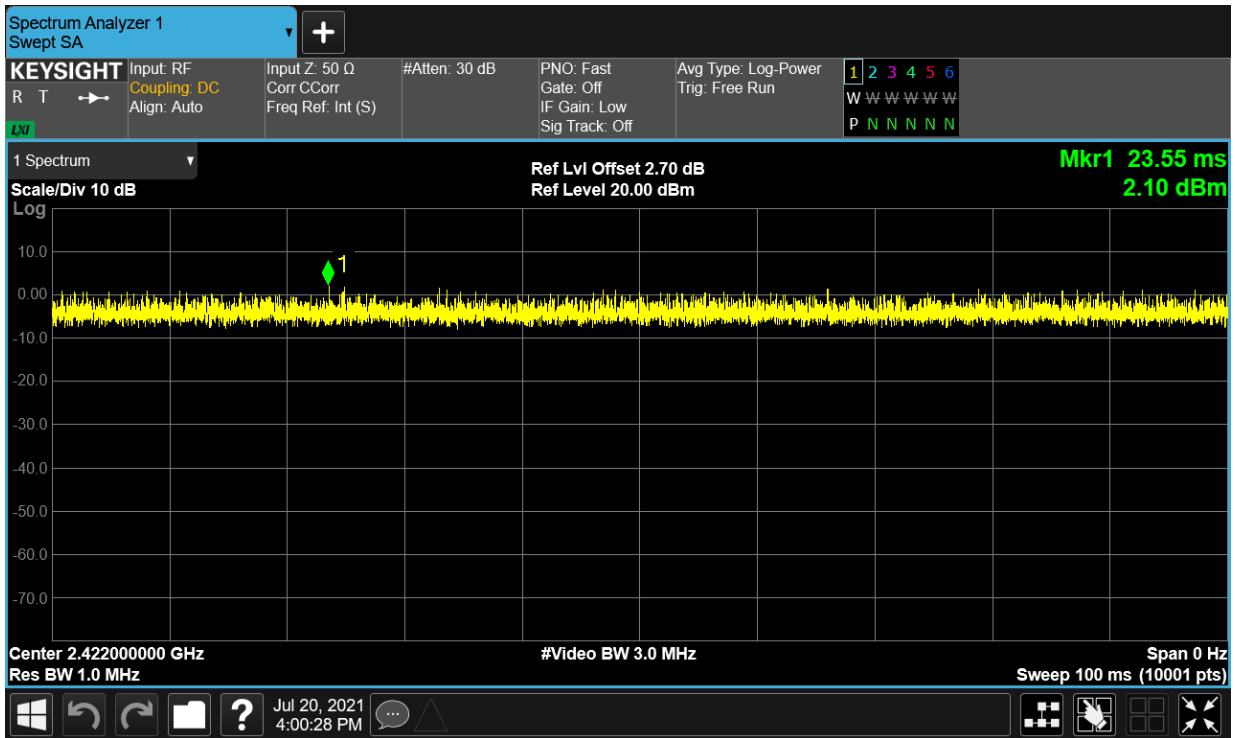 Spectrum Analyzer 1
Swept SA
KEYSIGHT
R T
LXI
Input: RF
Coupling: DC
Align: Auto
Input Z: 50 Ω
Corr CCorr
Freq Ref: Int (S)
#Atten: 30 dB
PNO: Fast
Gate: Off
IF Gain: Low
Sig Track: Off
Avg Type: Log-Power
Trig: Free Run
1 2 3 4 5 6
W W W W W W
P N N N N N
1 Spectrum
Scale/Div 10 dB
Log
Ref Lvl Offset 2.70 dB
Ref Level 20.00 dBm
Mkr1 23.55 ms
2.10 dBm
10.0
1
0.00
-10.0
-20.0
-30.0
-40.0
-50.0
-60.0
-70.0
Center 2.422000000 GHz
#Video BW 3.0 MHz
Span 0 Hz
Res BW 1.0 MHz
Sweep 100 ms (10001 pts)
?
Jul 20, 2021
4:00:28 PM